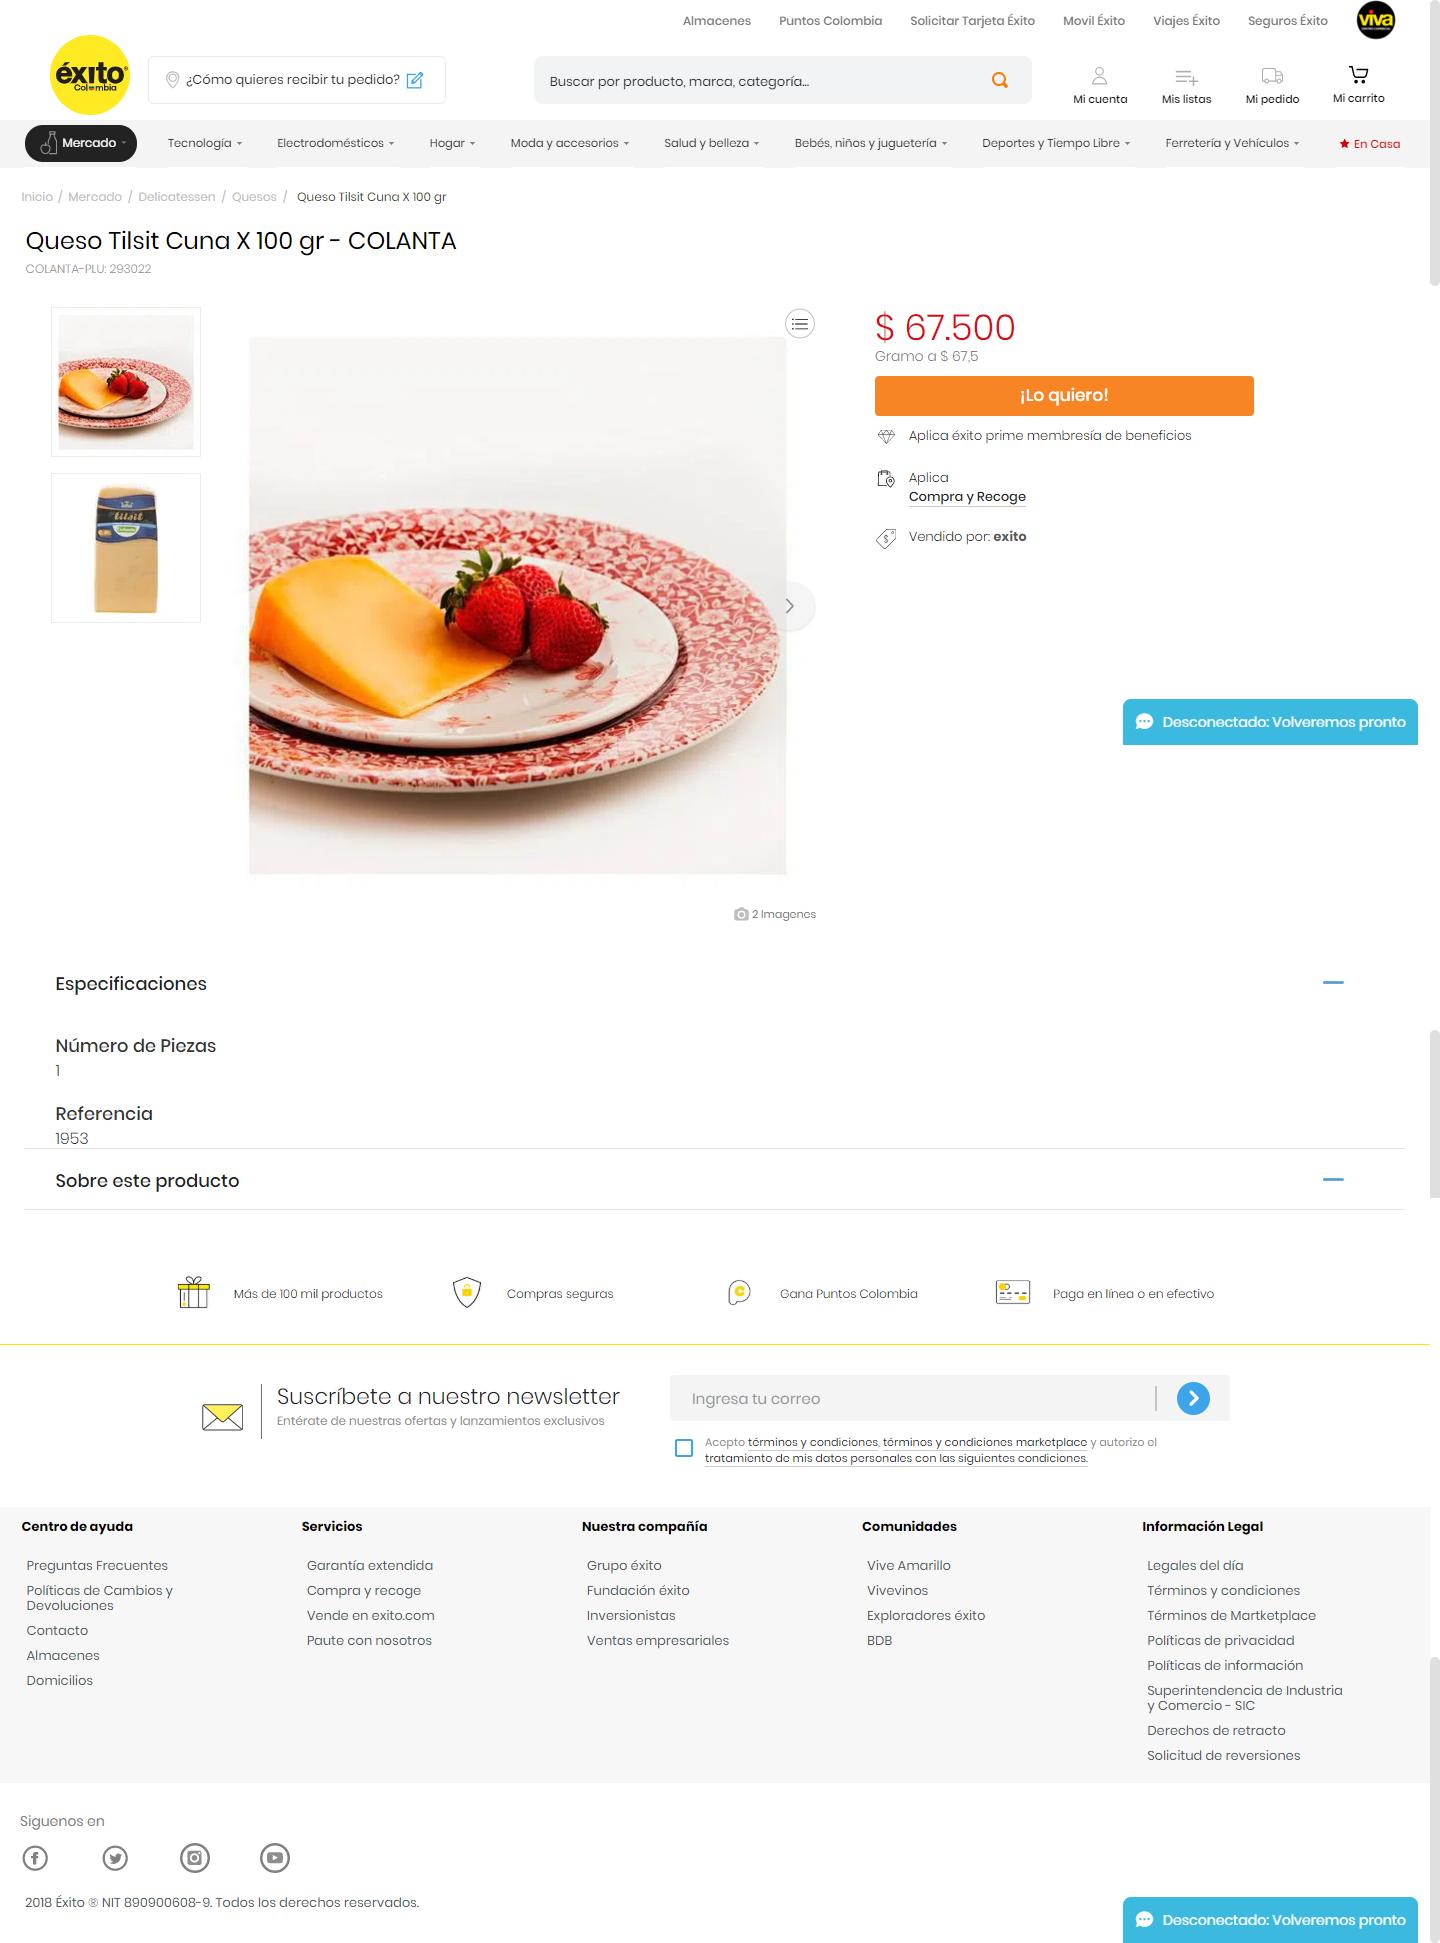 Almacenes Puntos Colombia Solicitar Tarjeta Éxito Movil Éxito Viajes Éxito Seguros Éxito viva
éxito
Colombia
¿Cómo quieres recibir tu pedido?
Buscar por producto, marca, categoría...
Mi cuenta Mis listas Mi pedido Mi carrito
Mercado Tecnología Electrodomésticos Hogar Moda y accesorios Salud y belleza Bebés, niños y juguetería Deportes y Tiempo Libre Ferretería y Vehículos En Casa
Inicio / Mercado / Delicatessen / Quesos / Queso Tilsit Cuna X 100 gr
Queso Tilsit Cuna X 100 gr - COLANTA
COLANTA-PLU: 293022
tilsit
$ 67.500
Gramo a $ 67,5
¡Lo quiero!
Aplica éxito prime membresía de beneficios
Aplica
Compra y Recoge
Vendido por: exito
Desconectado: Volveremos pronto
2 Imagenes
Especificaciones
Número de Piezas
1
Referencia
1953
Sobre este producto
Más de 100 mil productos Compras seguras Gana Puntos Colombia Paga en línea o en efectivo
Suscríbete a nuestro newsletter
Entérate de nuestras ofertas y lanzamientos exclusivos
Ingresa tu correo
Acepto términos y condiciones, términos y condiciones marketplace y autorizo el
tratamiento de mis datos personales con las siguientes condiciones.
Centro de ayuda
Preguntas Frecuentes
Políticas de Cambios y
Devoluciones
Contacto
Almacenes
Domicilios
Servicios
Garantía extendida
Compra y recoge
Vende en exito.com
Paute con nosotros
Nuestra compañía
Grupo éxito
Fundación éxito
Inversionistas
Ventas empresariales
Comunidades
Vive Amarillo
Vivevinos
Exploradores éxito
BDB
Información Legal
Legales del día
Términos y condiciones
Términos de Martketplace
Políticas de privacidad
Políticas de información
Superintendencia de Industria
y Comercio - SIC
Derechos de retracto
Solicitud de reversiones
Siguenos en
2018 Éxito ® NIT 890900608-9. Todos los derechos reservados.
Desconectado: Volveremos pronto